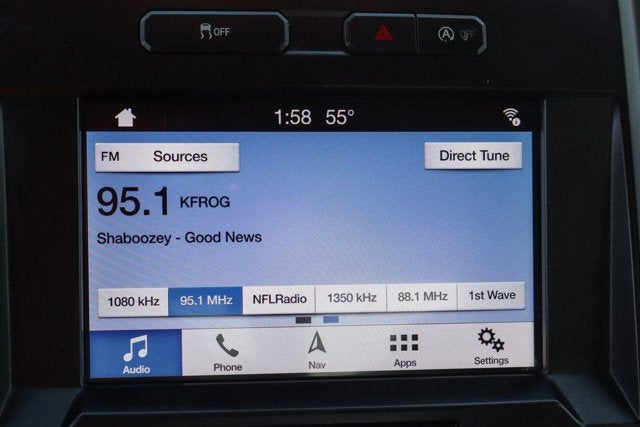 OFF
A OFF
1:58 55°
FM Sources
Direct Tune
95.1 KFROG
Shaboozey - Good News
1080 kHz 95.1 MHz NFLRadio 1350 kHz 88.1 MHz 1st Wave
Audio Phone Nav Apps Settings